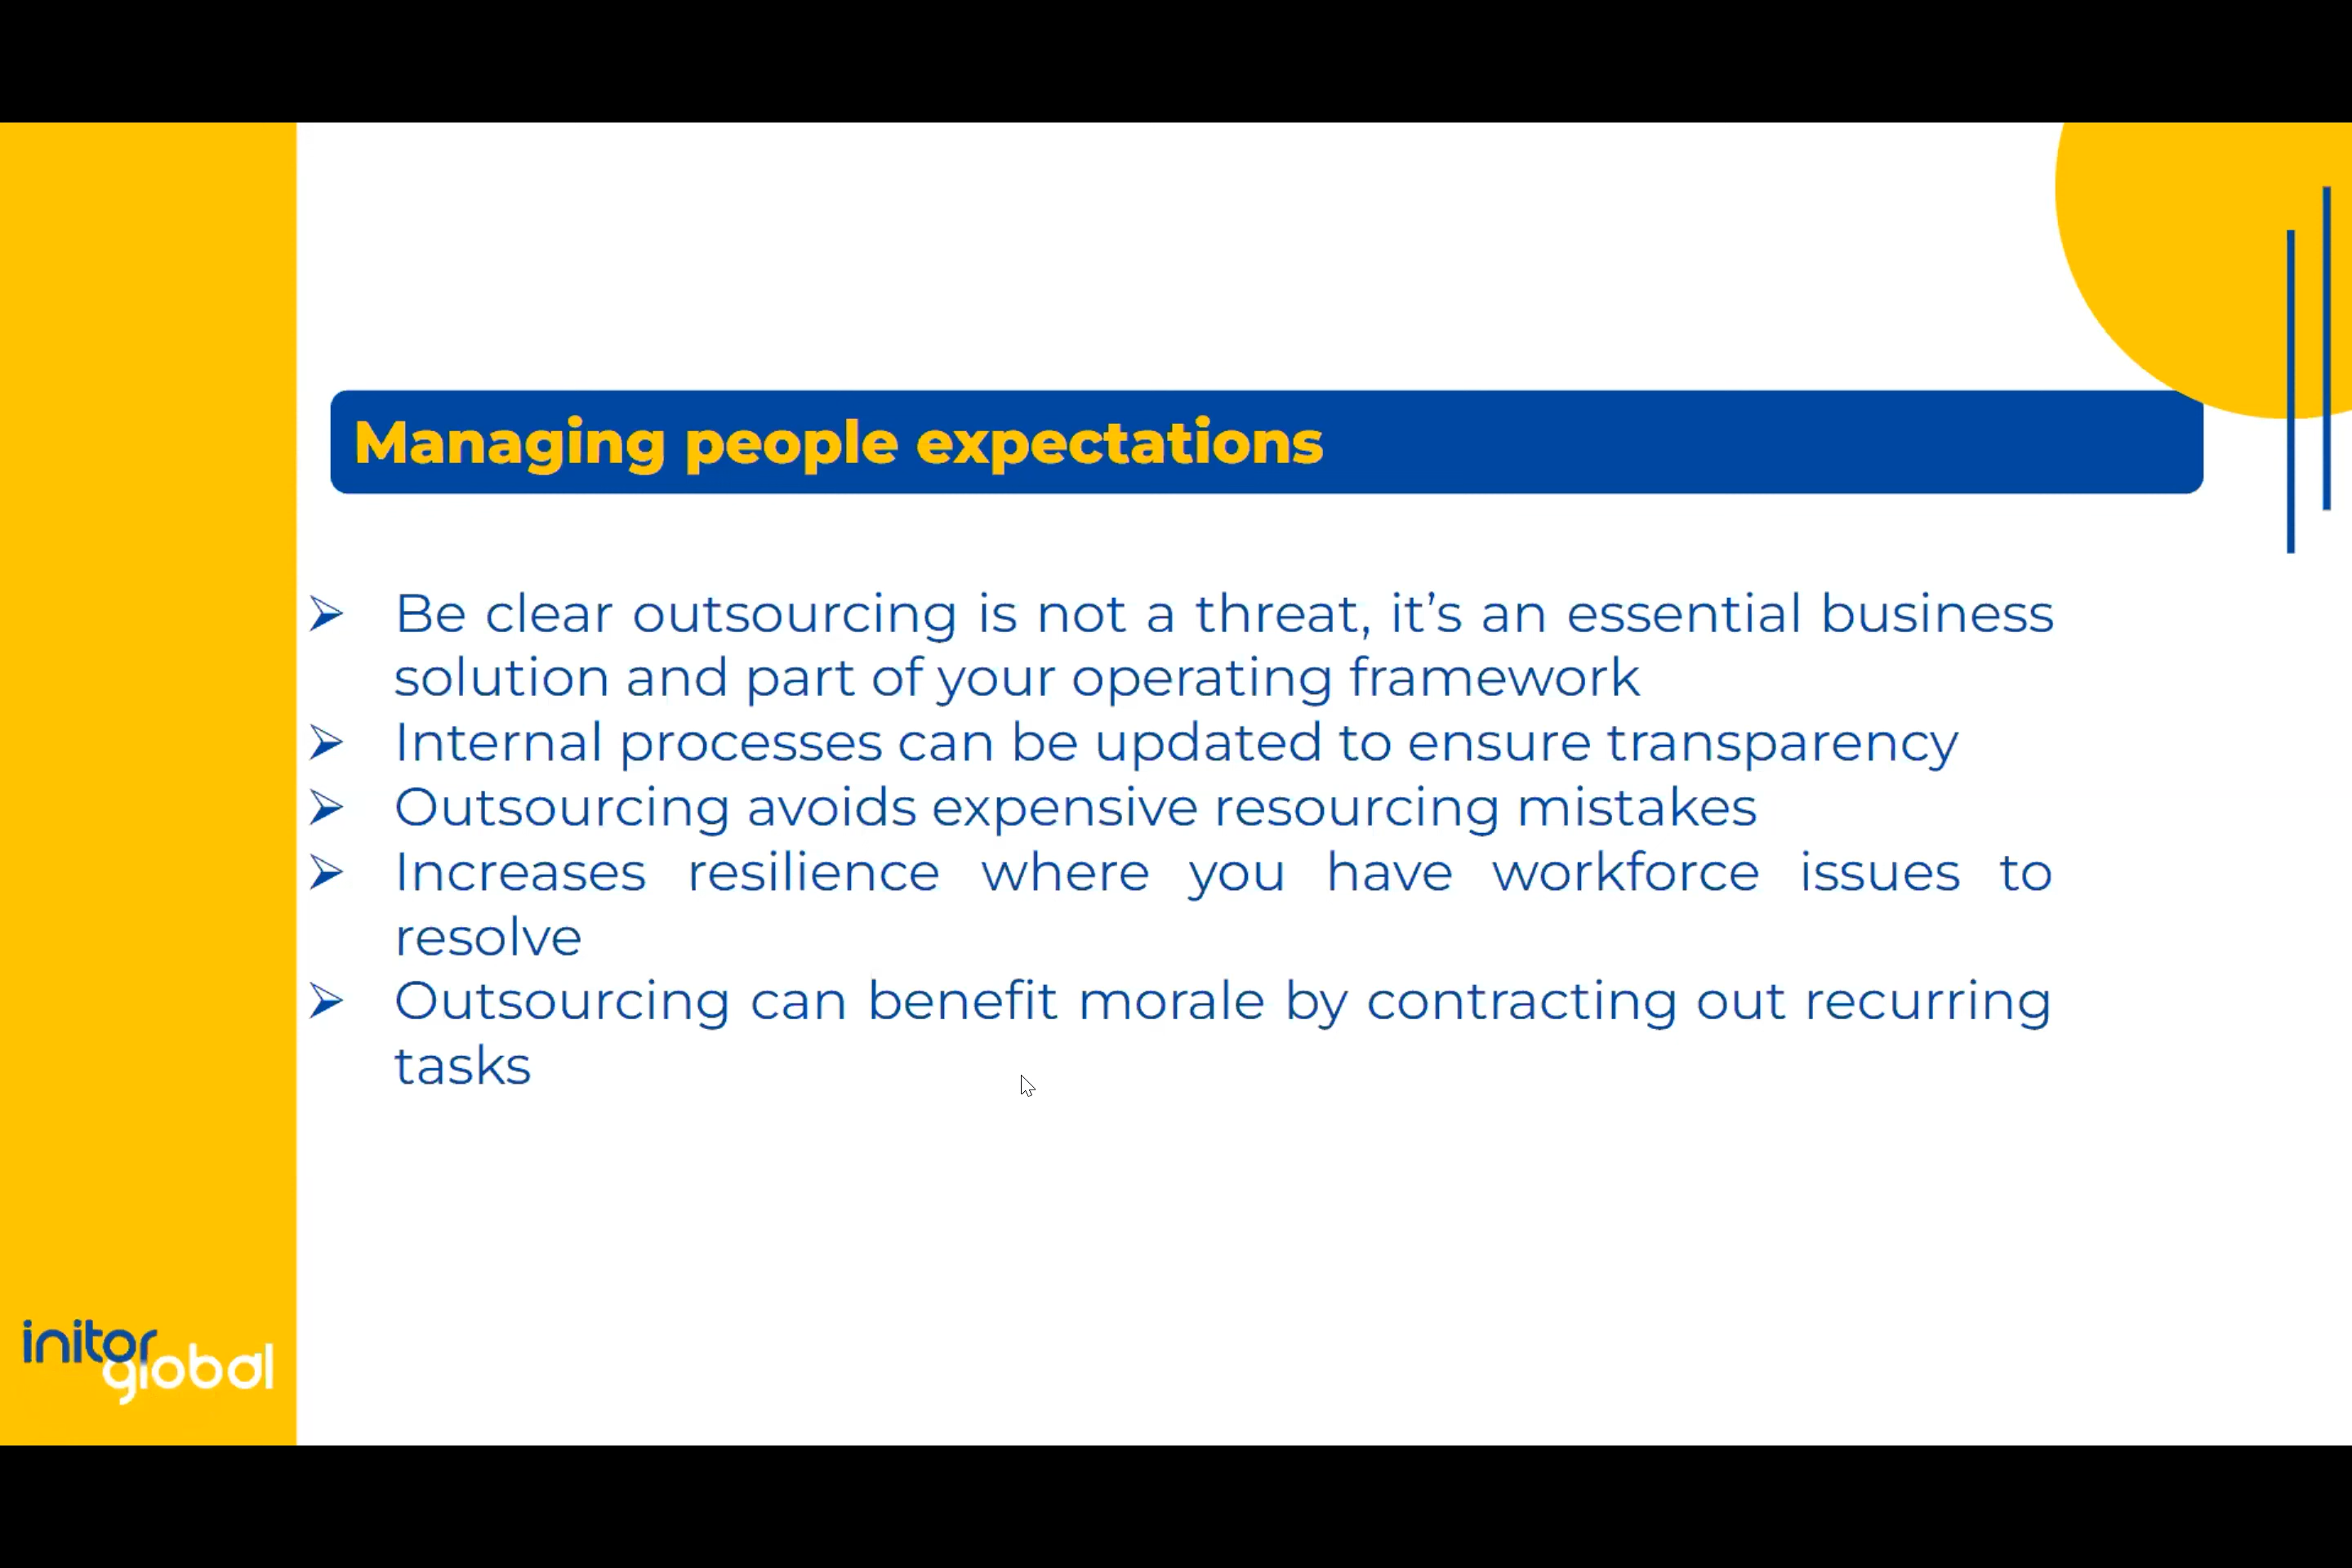 Managing people expectations
Be clear outsourcing is not a threat, it’s an essential business
solution and part of your operating framework
Internal processes can be updated to ensure transparency
Outsourcing avoids expensive resourcing mistakes
Increases resilience where you have workforce issues to
resolve
Outsourcing can benefit morale by contracting out recurring
tasks
initor
global